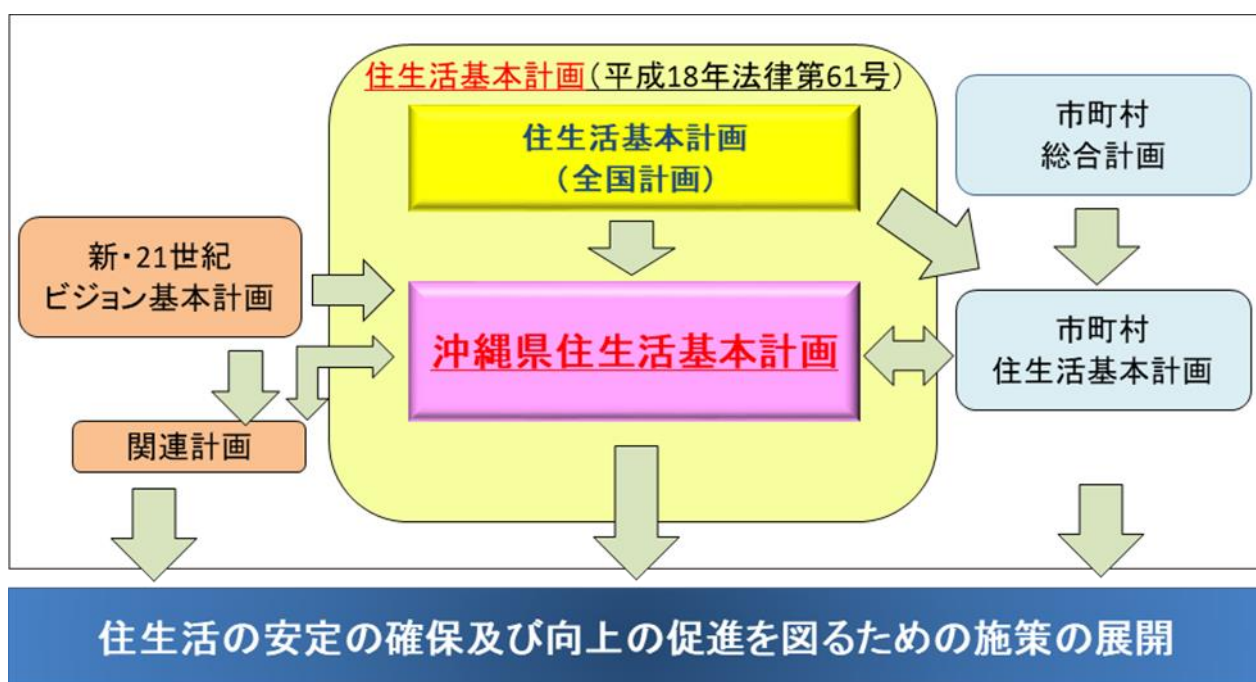 住生活基本計画(平成18年法律第61号)
住生活基本計画
(全国計画)
市町村
総合計画
新・21世紀
ビジョン基本計画
沖縄県住生活基本計画
市町村
住生活基本計画
関連計画
住生活の安定の確保及び向上の促進を図るための施策の展開